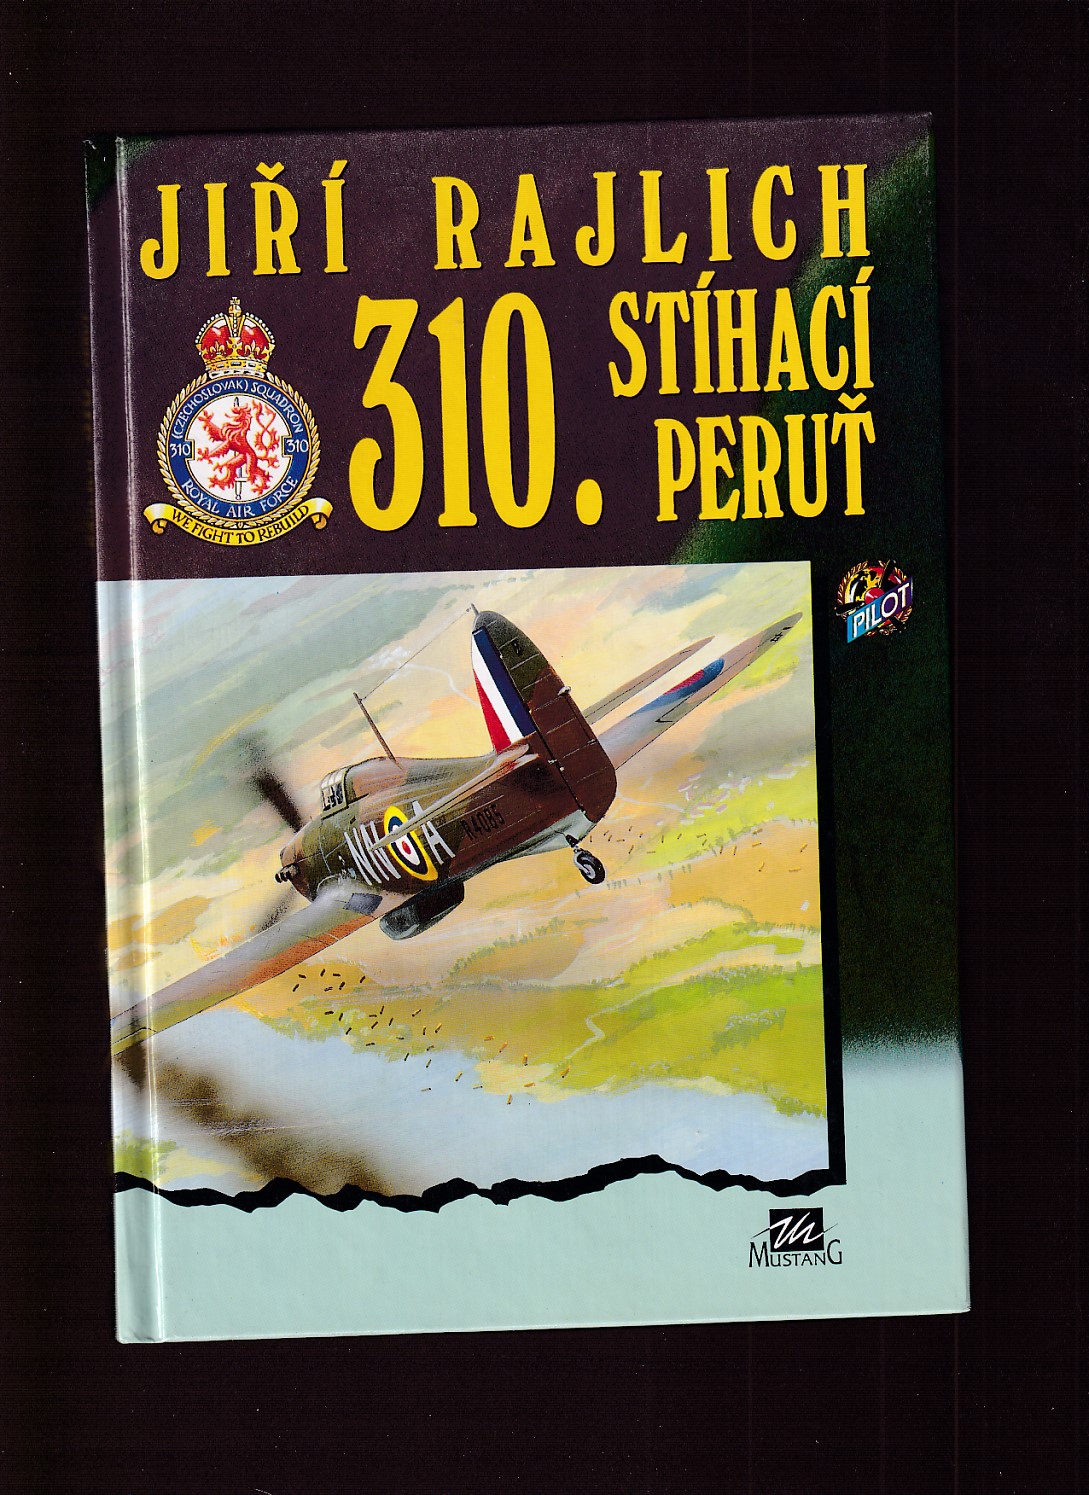 JIŘÍ RAJLICH
310. STÍHACÍ
PERUŤ
(CZECHOSLOVAK) SQUADRON
310 310
ROYAL AIR FORCE
WE FIGHT TO REBUILD
PILOT
NN A
R4085
MUSTANG